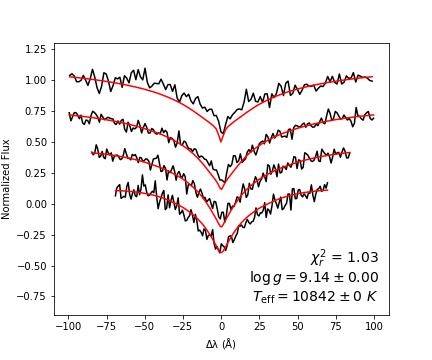 1.25
1.00
0.75
0.50
0.25
0.00
−0.25
−0.50
−0.75
Normalized Flux
χ²ᵣ = 1.03
log g = 9.14 ± 0.00
T_eff = 10842 ± 0 K
−100 −75 −50 −25 0 25 50 75 100
Δλ (Å)